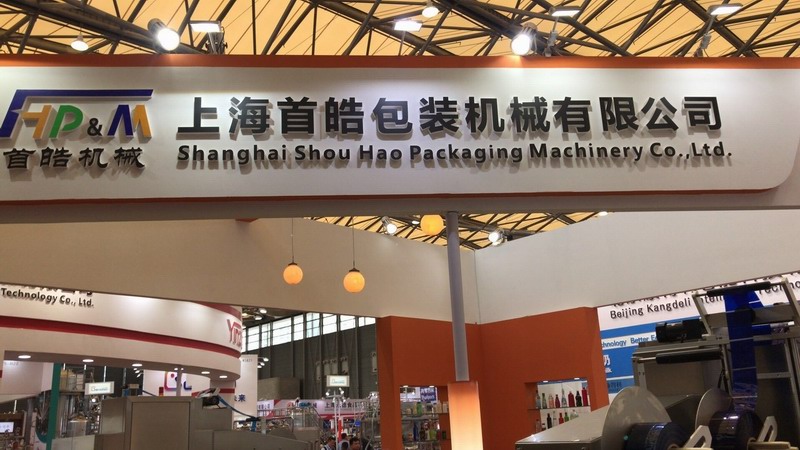 HP&M
首皓机械
上海首皓包装机械有限公司
Shanghai Shou Hao Packaging Machinery Co.,Ltd.
Technology Co., Ltd.
Beijing Kangdeli